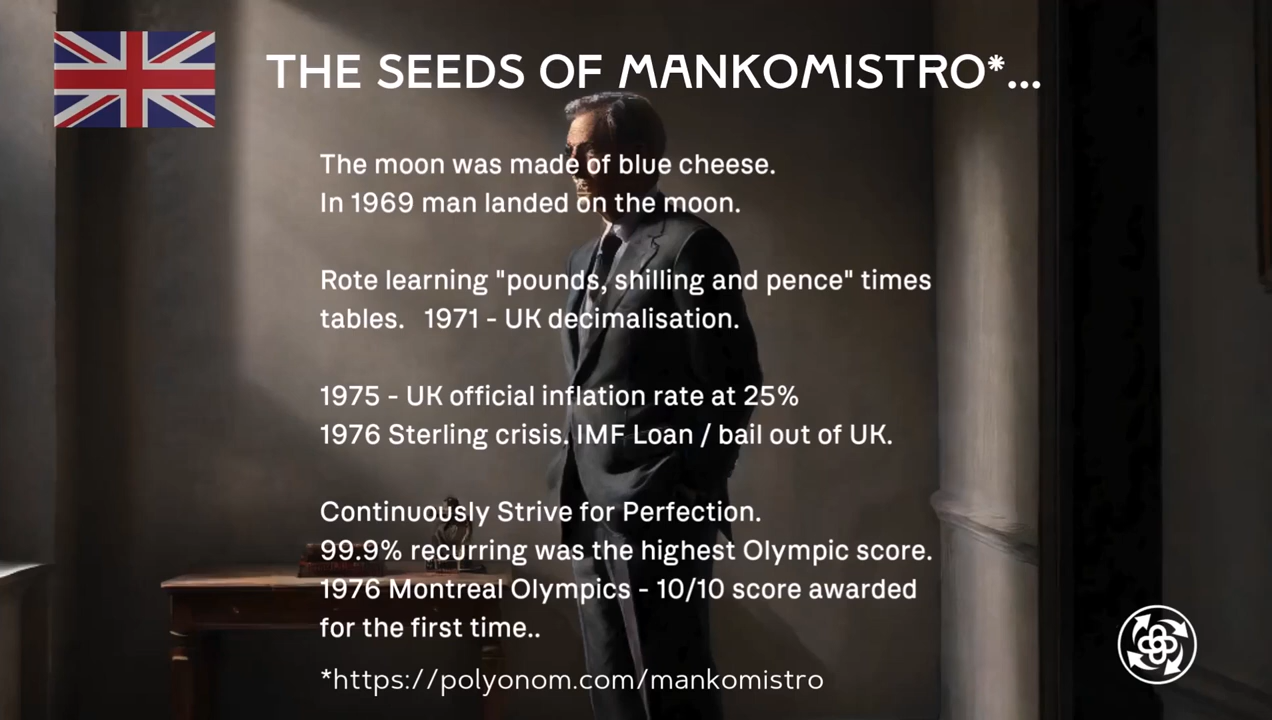 THE SEEDS OF MANKOMISTRO*...
The moon was made of blue cheese.
In 1969 man landed on the moon.
Rote learning "pounds, shilling and pence" times
tables.   1971 - UK decimalisation.
1975 - UK official inflation rate at 25%
1976 Sterling crisis. IMF Loan / bail out of UK.
Continuously Strive for Perfection.
99.9% recurring was the highest Olympic score.
1976 Montreal Olympics - 10/10 score awarded
for the first time..
*https://polyonom.com/mankomistro